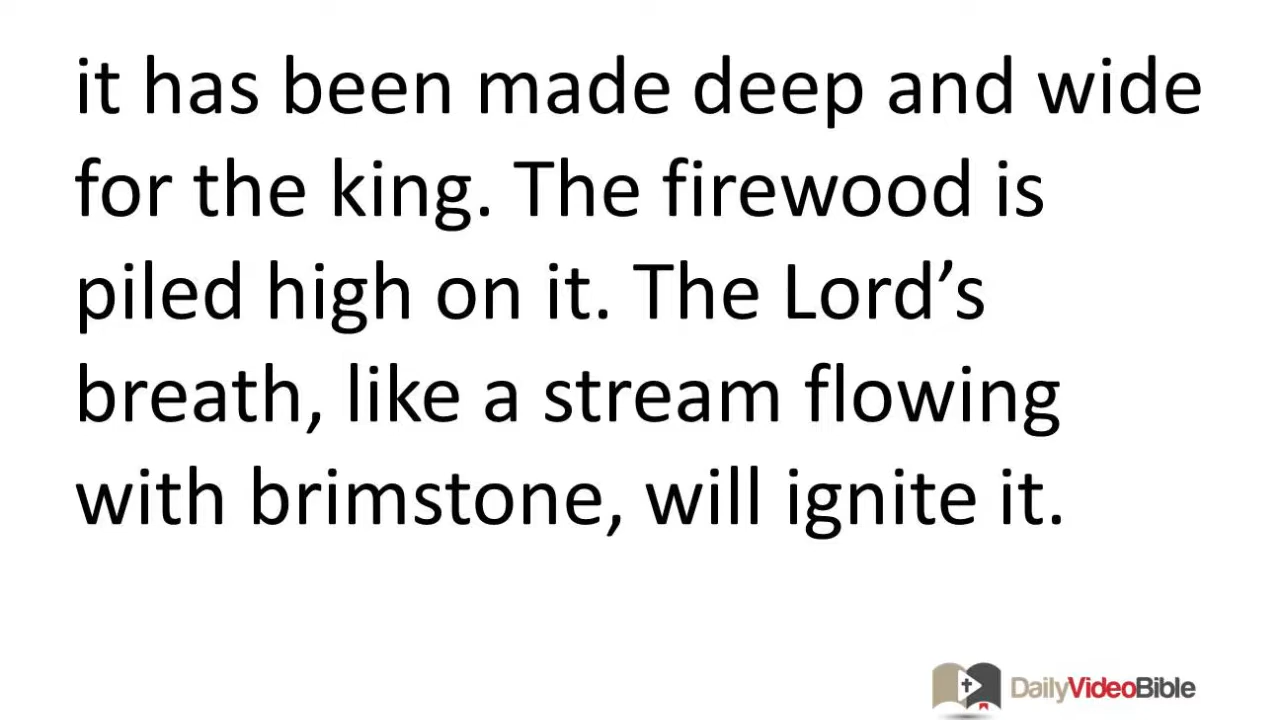 it has been made deep and wide
for the king. The firewood is
piled high on it. The Lord’s
breath, like a stream flowing
with brimstone, will ignite it.
DailyVideoBible